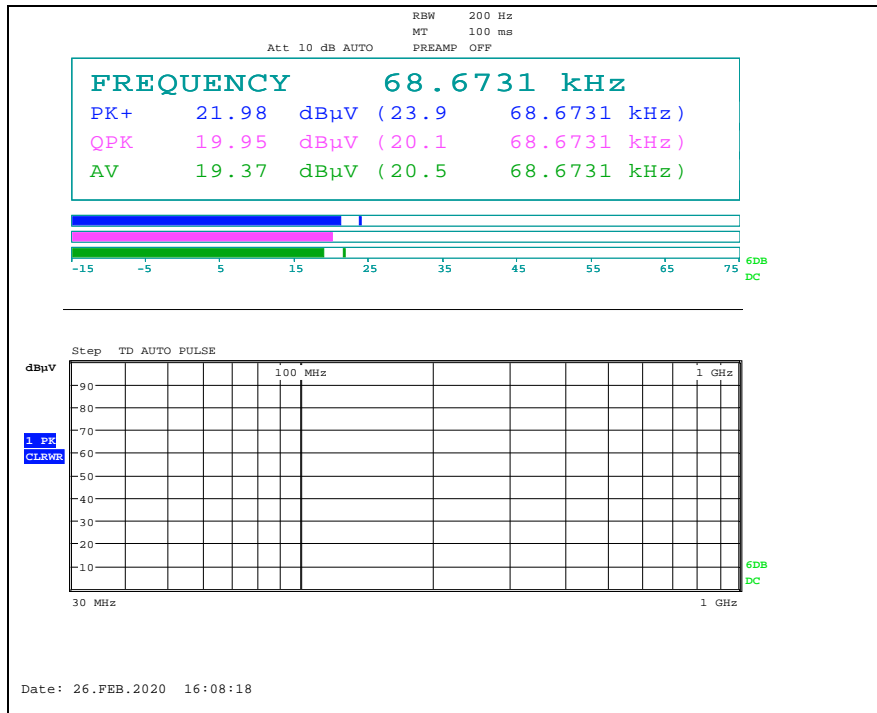 RBW 200 Hz
MT 100 ms
Att 10 dB AUTO PREAMP OFF
FREQUENCY 68.6731 kHz
PK+ 21.98 dBµV (23.9 68.6731 kHz)
QPK 19.95 dBµV (20.1 68.6731 kHz)
AV 19.37 dBµV (20.5 68.6731 kHz)
-15 -5 5 15 25 35 45 55 65 75
6DB
DC
Step TD AUTO PULSE
dBµV
100 MHz 1 GHz
90
80
70
1 PK
60
CLRWR
50
40
30
20
10
6DB
DC
30 MHz 1 GHz
Date: 26.FEB.2020 16:08:18